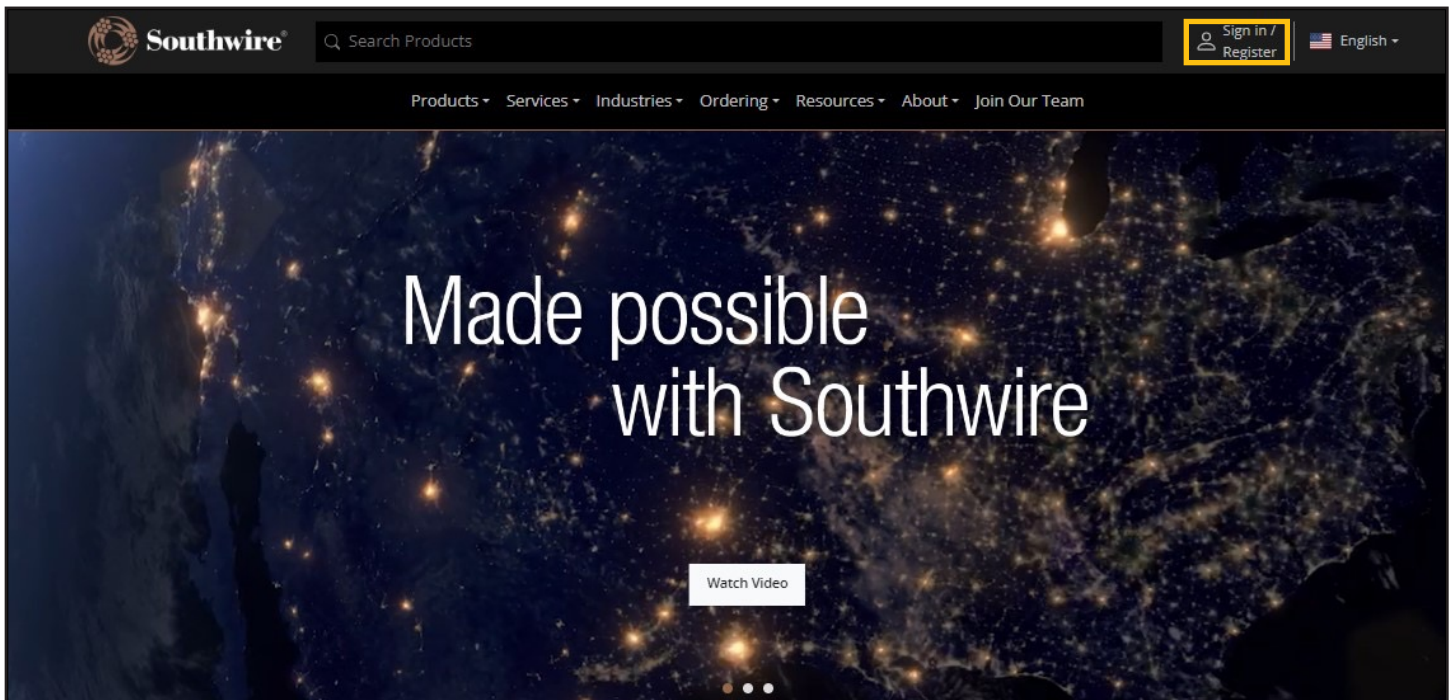 Southwire®
Search Products
Sign in /
Register
English
Products Services Industries Ordering Resources About Join Our Team
Made possible
with Southwire
Watch Video